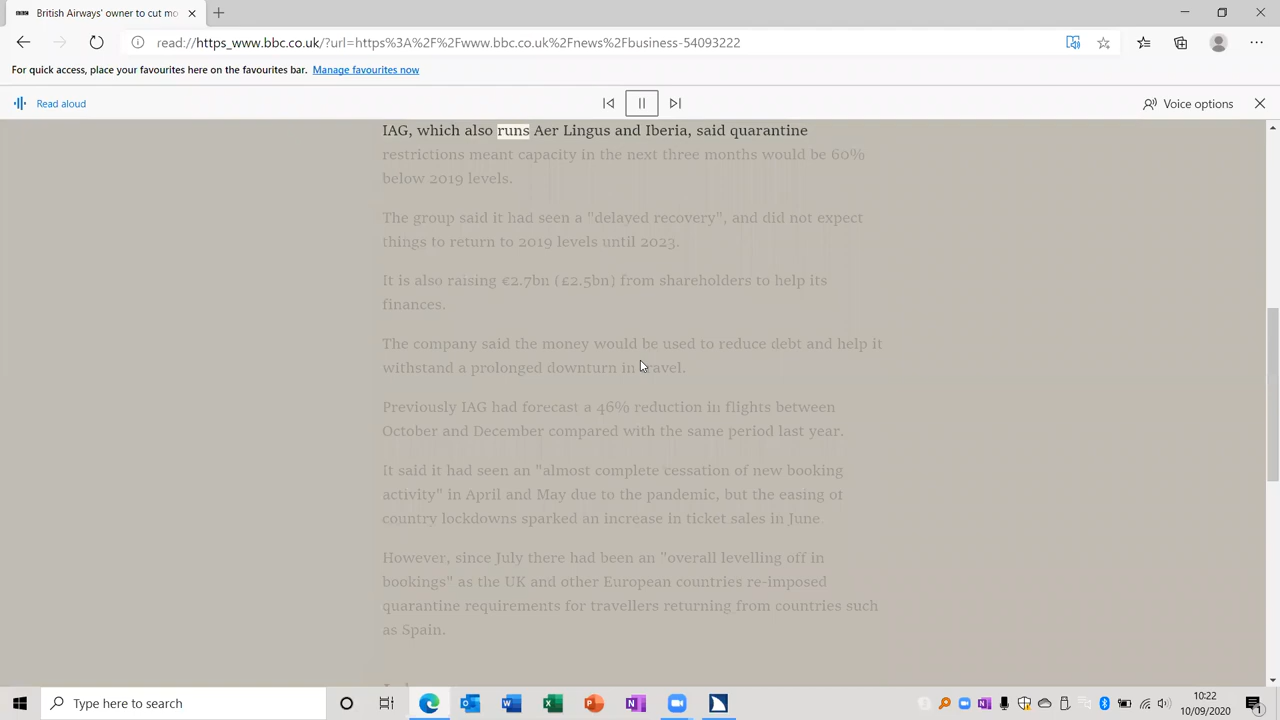 British Airways' owner to cut mo
read://https_www.bbc.co.uk/?url=https%3A%2F%2Fwww.bbc.co.uk%2Fnews%2Fbusiness-54093222
For quick access, place your favourites here on the favourites bar. Manage favourites now
Read aloud
Voice options
IAG, which also runs Aer Lingus and Iberia, said quarantine
restrictions meant capacity in the next three months would be 60%
below 2019 levels.
The group said it had seen a "delayed recovery", and did not expect
things to return to 2019 levels until 2023.
It is also raising €2.7bn (£2.5bn) from shareholders to help its
finances.
The company said the money would be used to reduce debt and help it
withstand a prolonged downturn in travel.
Previously IAG had forecast a 46% reduction in flights between
October and December compared with the same period last year.
It said it had seen an "almost complete cessation of new booking
activity" in April and May due to the pandemic, but the easing of
country lockdowns sparked an increase in ticket sales in June.
However, since July there had been an "overall levelling off in
bookings" as the UK and other European countries re-imposed
quarantine requirements for travellers returning from countries such
as Spain.
Type here to search
10:22
10/09/2020